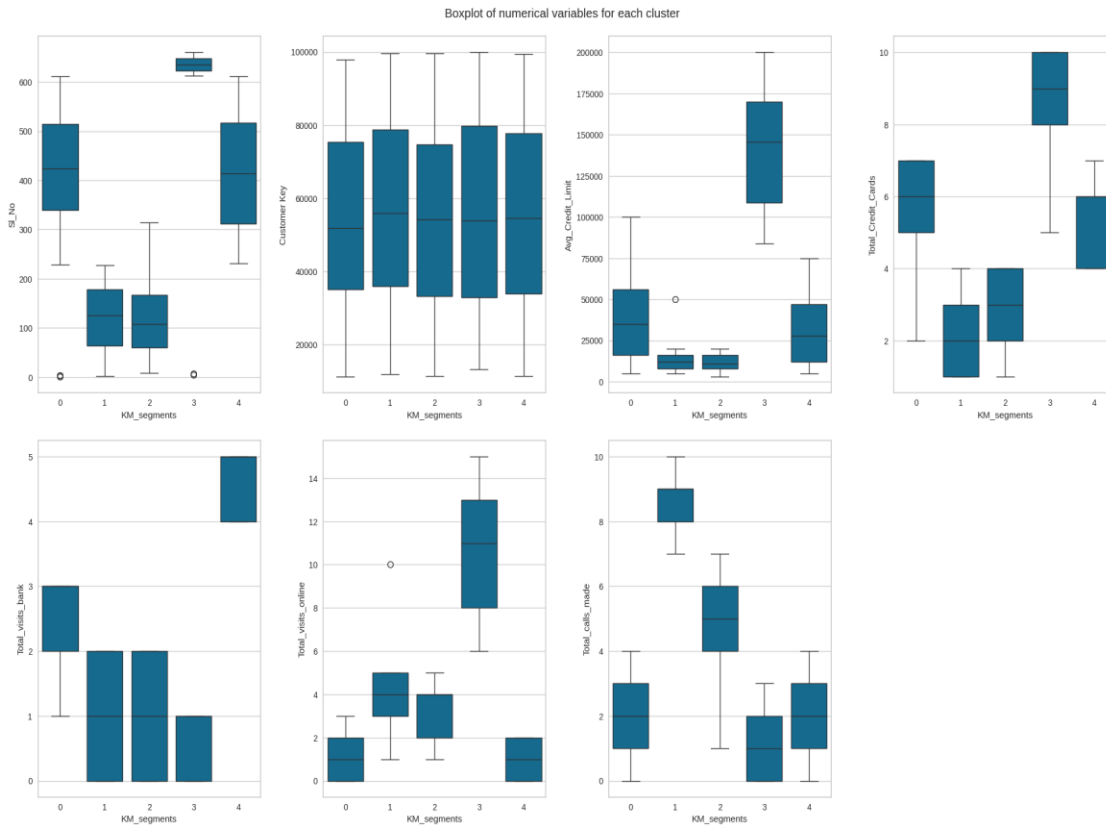 Boxplot of numerical variables for each cluster
Sl_No
600
500
400
300
200
100
0
0 1 2 3 4
KM_segments
Customer Key
100000
80000
60000
40000
20000
0 1 2 3 4
KM_segments
Avg_Credit_Limit
200000
175000
150000
125000
100000
75000
50000
25000
0
0 1 2 3 4
KM_segments
Total_Credit_Cards
10
8
6
4
2
0 1 2 3 4
KM_segments
Total_visits_bank
5
4
3
2
1
0
0 1 2 3 4
KM_segments
Total_visits_online
14
12
10
8
6
4
2
0
0 1 2 3 4
KM_segments
Total_calls_made
10
8
6
4
2
0
0 1 2 3 4
KM_segments